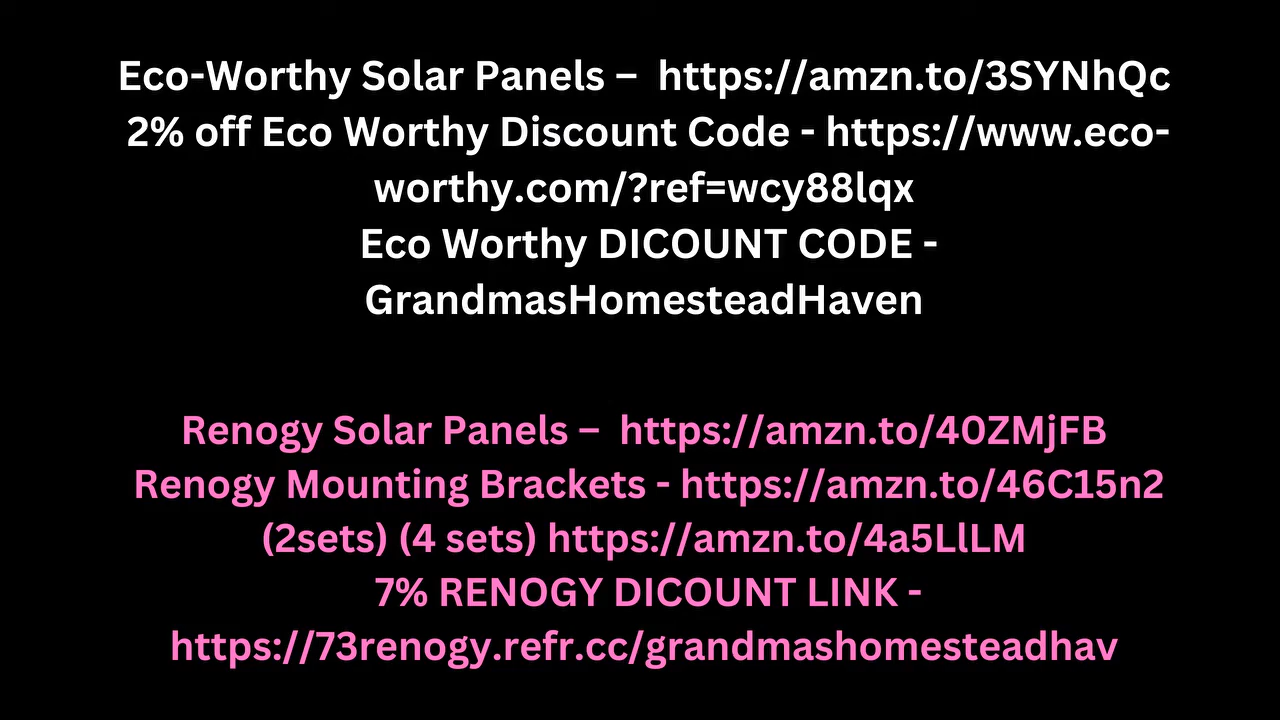 Eco-Worthy Solar Panels – https://amzn.to/3SYNhQc
2% off Eco Worthy Discount Code - https://www.eco-
worthy.com/?ref=wcy88lqx
Eco Worthy DICOUNT CODE -
GrandmasHomesteadHaven
Renogy Solar Panels – https://amzn.to/40ZMjFB
Renogy Mounting Brackets - https://amzn.to/46C15n2
(2sets) (4 sets) https://amzn.to/4a5LlLM
7% RENOGY DICOUNT LINK -
https://73renogy.refr.cc/grandmashomesteadhav